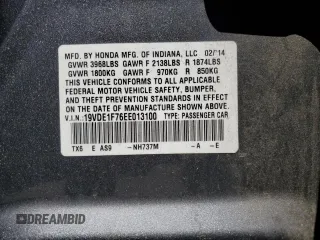 MFD. BY HONDA MFG. OF INDIANA, LLC 02/14
GVWR 3968LBS GAWR F 2138LBS R 1874LBS
GVWR 1800KG GAWR F 970KG R 850KG
THIS VEHICLE CONFORMS TO ALL APPLICABLE
FEDERAL MOTOR VEHICLE SAFETY, BUMPER,
AND THEFT PREVENTION STANDARDS IN EFFECT
ON THE DATE OF MANUFACTURE SHOWN ABOVE.
V.I.N.: 19VDE1F76EE013100 TYPE: PASSENGER CAR
TX6 E AS9 -NH737M -A -E
DREAMBID
dreambid.com